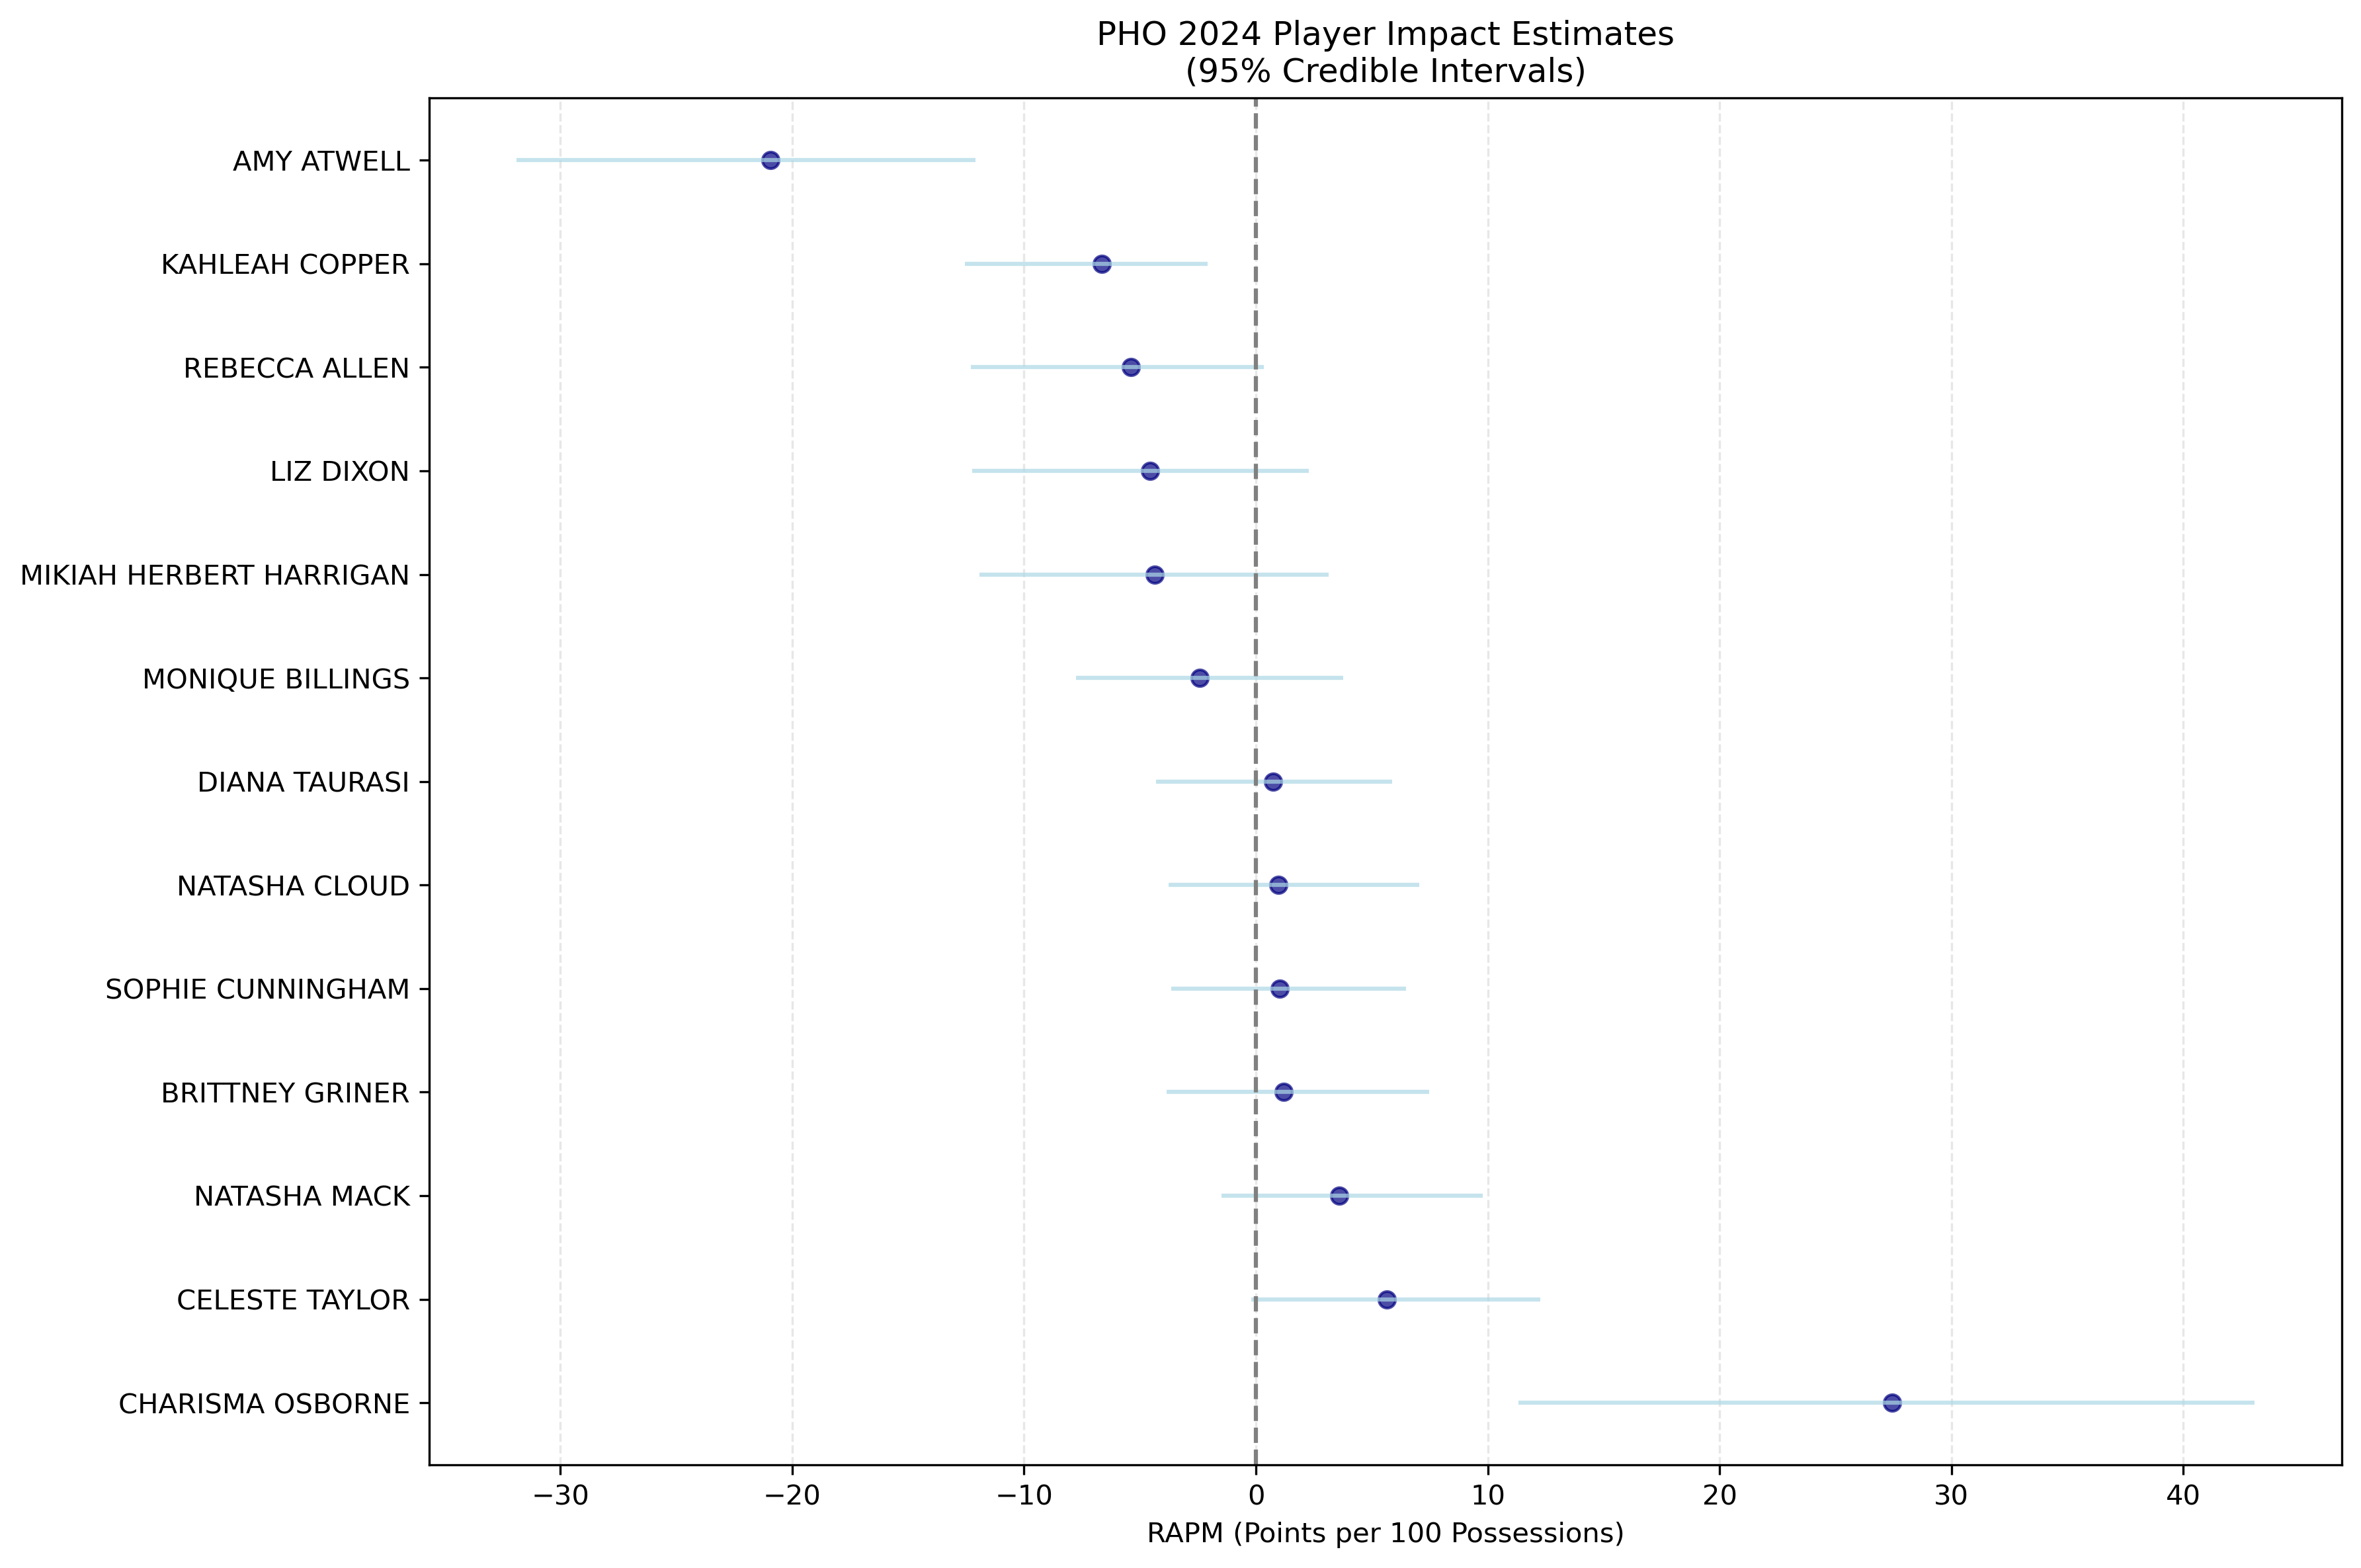 PHO 2024 Player Impact Estimates
(95% Credible Intervals)
AMY ATWELL
KAHLEAH COPPER
REBECCA ALLEN
LIZ DIXON
MIKIAH HERBERT HARRIGAN
MONIQUE BILLINGS
DIANA TAURASI
NATASHA CLOUD
SOPHIE CUNNINGHAM
BRITTNEY GRINER
NATASHA MACK
CELESTE TAYLOR
CHARISMA OSBORNE
−30 −20 −10 0 10 20 30 40
RAPM (Points per 100 Possessions)